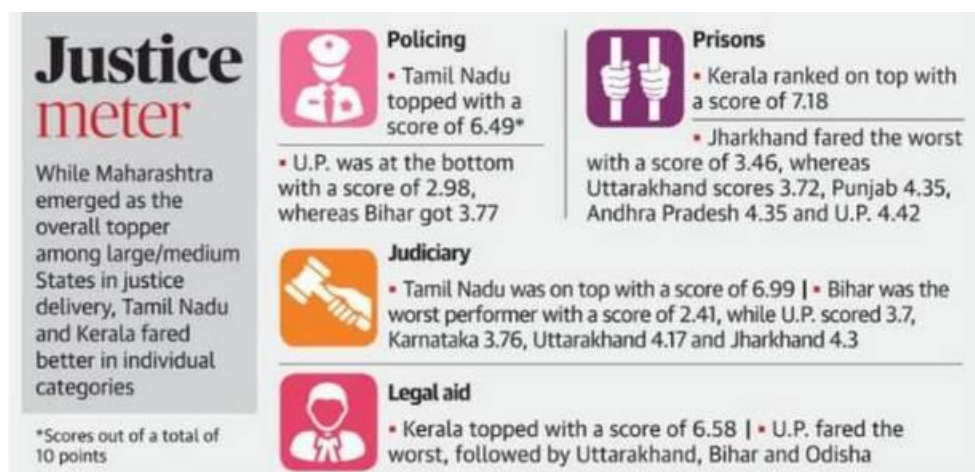 Justice
meter
While Maharashtra
emerged as the
overall topper
among large/medium
States in justice
delivery, Tamil Nadu
and Kerala fared
better in individual
categories
*Scores out of a total of
10 points
Policing
▪ Tamil Nadu
topped with a
score of 6.49*
▪ U.P. was at the bottom
with a score of 2.98,
whereas Bihar got 3.77
Prisons
▪ Kerala ranked on top with
a score of 7.18
▪ Jharkhand fared the worst
with a score of 3.46, whereas
Uttarakhand scores 3.72, Punjab 4.35,
Andhra Pradesh 4.35 and U.P. 4.42
Judiciary
▪ Tamil Nadu was on top with a score of 6.99 | ▪ Bihar was the
worst performer with a score of 2.41, while U.P. scored 3.7,
Karnataka 3.76, Uttarakhand 4.17 and Jharkhand 4.3
Legal aid
▪ Kerala topped with a score of 6.58 | ▪ U.P. fared the
worst, followed by Uttarakhand, Bihar and Odisha